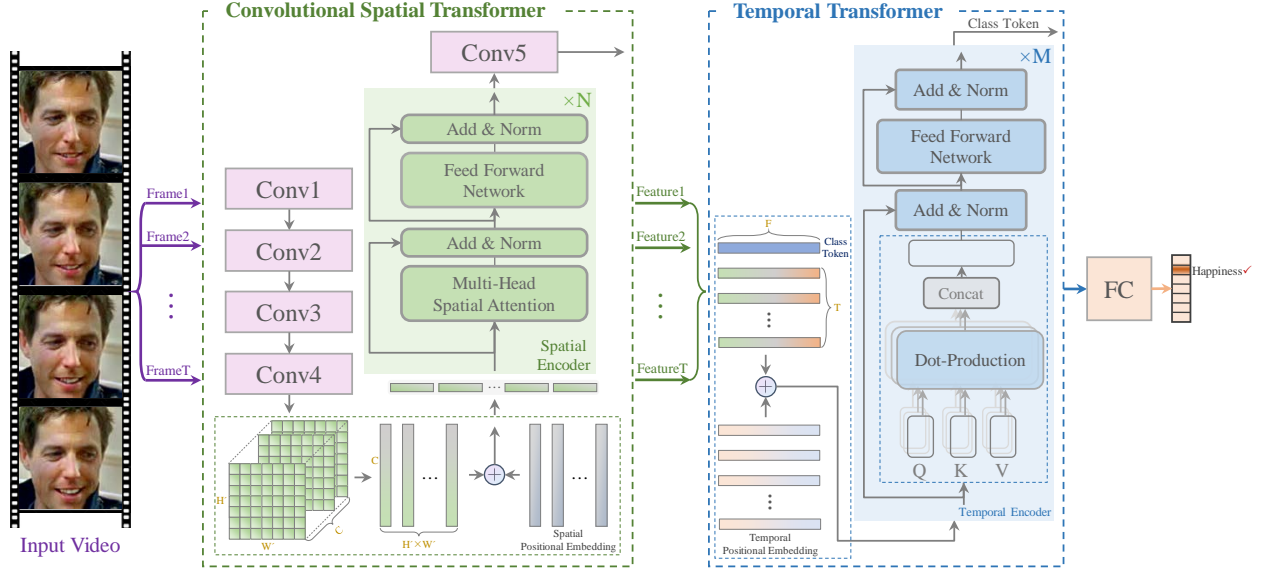 Convolutional Spatial Transformer
Temporal Transformer
Input Video
Frame1
Frame2
FrameT
Conv1
Conv2
Conv3
Conv4
Conv5
×N
Add & Norm
Feed Forward
Network
Add & Norm
Multi-Head
Spatial Attention
Spatial
Encoder
H'
W'
C
C
H'×W'
Spatial
Positional Embedding
Feature1
Feature2
FeatureT
F
Class
Token
T
Temporal
Positional Embedding
Class Token
×M
Add & Norm
Feed Forward
Network
Add & Norm
Concat
Dot-Production
Q K V
Temporal Encoder
FC
Happiness✓